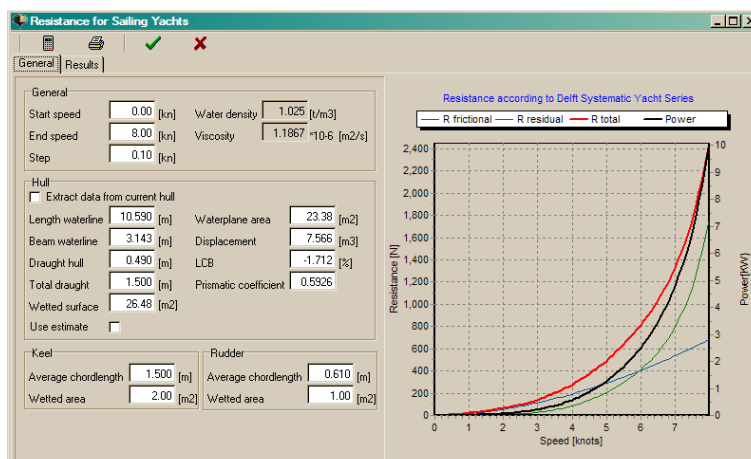 Resistance for Sailing Yachts
General Results
General
Start speed 0.00 [kn] Water density 1.025 [t/m3]
End speed 8.00 [kn] Viscosity 1.1867 *10-6 [m2/s]
Step 0.10 [kn]
Hull
Extract data from current hull
Length waterline 10.590 [m] Waterplane area 23.38 [m2]
Beam waterline 3.143 [m] Displacement 7.566 [m3]
Draught hull 0.490 [m] LCB -1.712 [%]
Total draught 1.500 [m] Prismatic coefficient 0.5926
Wetted surface 26.48 [m2]
Use estimate
Keel
Average chordlength 1.500 [m]
Wetted area 2.00 [m2]
Rudder
Average chordlength 0.610 [m]
Wetted area 1.00 [m2]
Resistance according to Delft Systematic Yacht Series
R frictional R residual R total Power
2,400
2,200
2,000
1,800
1,600
1,400
1,200
1,000
800
600
400
200
0
Resistance [N]
0 1 2 3 4 5 6 7
Speed [knots]
10
9
8
7
6
5
4
3
2
1
0
Power[KW]